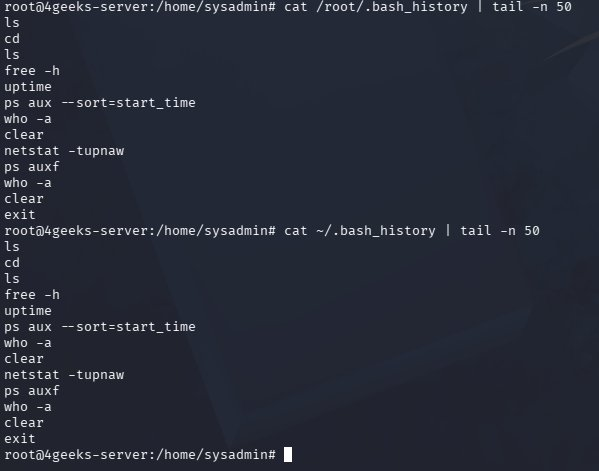 root@4geeks-server:/home/sysadmin# cat /root/.bash_history | tail -n 50
ls
cd
ls
free -h
uptime
ps aux --sort=start_time
who -a
clear
netstat -tupnaw
ps auxf
who -a
clear
exit
root@4geeks-server:/home/sysadmin# cat ~/.bash_history | tail -n 50
ls
cd
ls
free -h
uptime
ps aux --sort=start_time
who -a
clear
netstat -tupnaw
ps auxf
who -a
clear
exit
root@4geeks-server:/home/sysadmin#